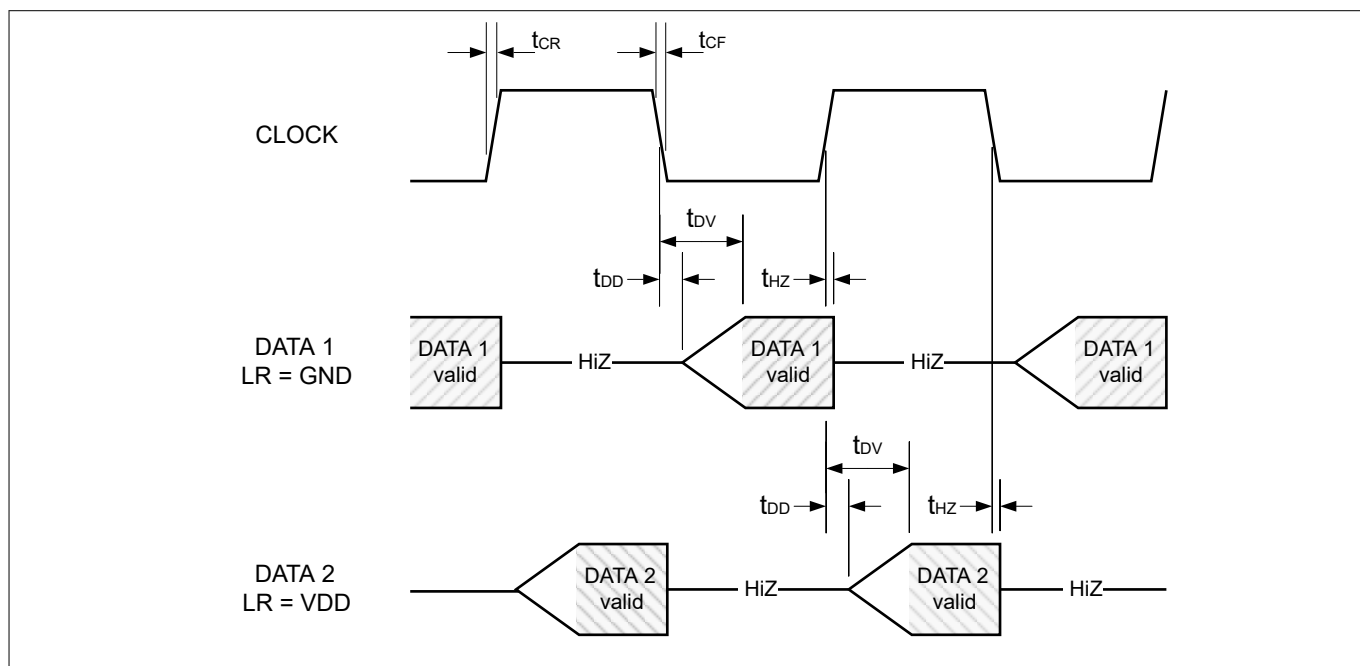 tCR
tCF
CLOCK
tDV
tDD
tHZ
DATA 1
LR = GND
DATA 1
valid
HiZ
DATA 1
valid
HiZ
DATA 1
valid
tDV
tDD
tHZ
DATA 2
LR = VDD
DATA 2
valid
HiZ
DATA 2
valid
HiZ